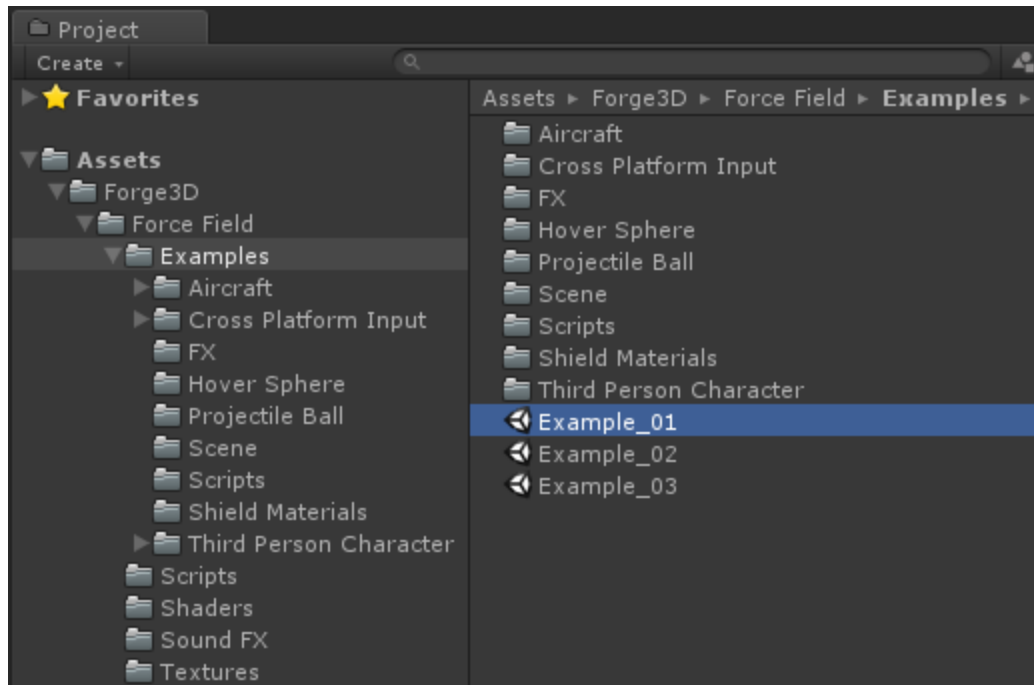 Project
Create
Favorites
Assets
Forge3D
Force Field
Examples
Aircraft
Cross Platform Input
FX
Hover Sphere
Projectile Ball
Scene
Scripts
Shield Materials
Third Person Character
Scripts
Shaders
Sound FX
Textures
Assets ▸ Forge3D ▸ Force Field ▸ Examples ▸
Aircraft
Cross Platform Input
FX
Hover Sphere
Projectile Ball
Scene
Scripts
Shield Materials
Third Person Character
Example_01
Example_02
Example_03